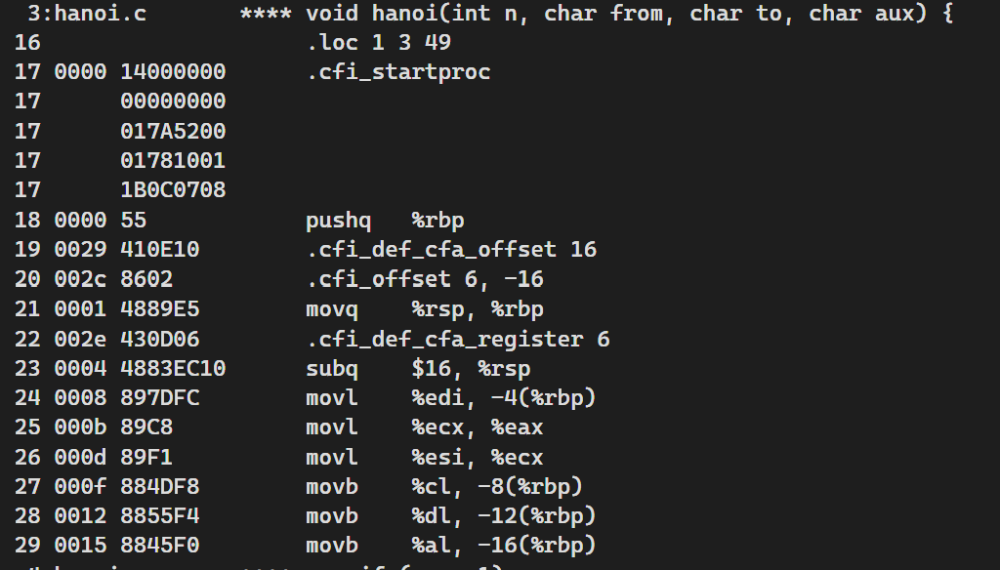 3:hanoi.c **** void hanoi(int n, char from, char to, char aux) {
16 .loc 1 3 49
17 0000 14000000 .cfi_startproc
17 00000000
17 017A5200
17 01781001
17 1B0C0708
18 0000 55 pushq %rbp
19 0029 410E10 .cfi_def_cfa_offset 16
20 002c 8602 .cfi_offset 6, -16
21 0001 4889E5 movq %rsp, %rbp
22 002e 430D06 .cfi_def_cfa_register 6
23 0004 4883EC10 subq $16, %rsp
24 0008 897DFC movl %edi, -4(%rbp)
25 000b 89C8 movl %ecx, %eax
26 000d 89F1 movl %esi, %ecx
27 000f 884DF8 movb %cl, -8(%rbp)
28 0012 8855F4 movb %dl, -12(%rbp)
29 0015 8845F0 movb %al, -16(%rbp)